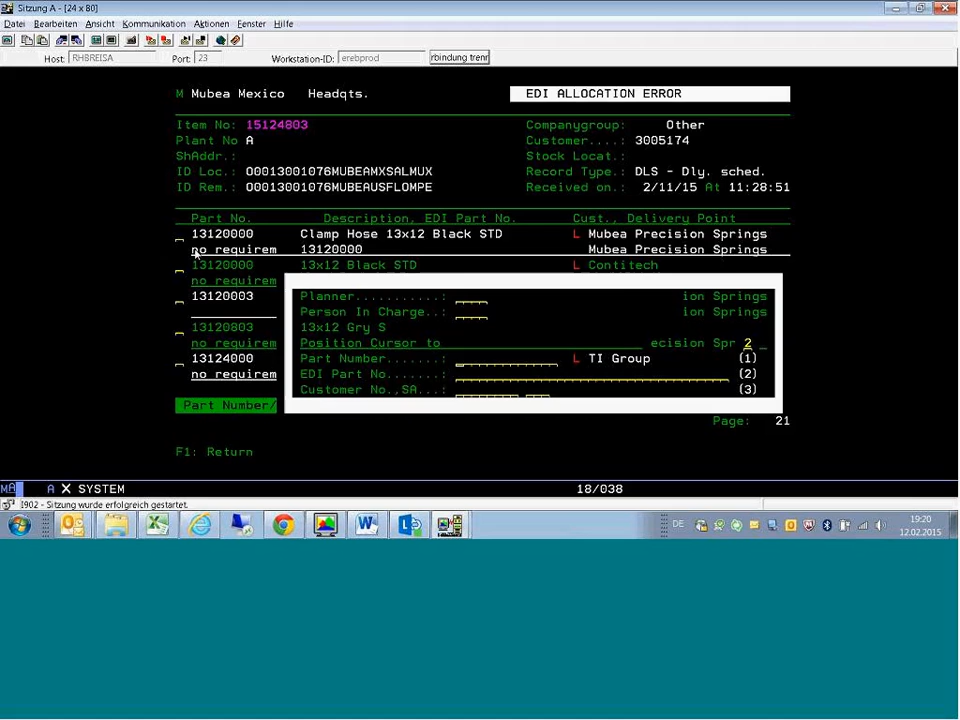 Sitzung A - [24 x 80]
Datei Bearbeiten Ansicht Kommunikation Aktionen Fenster Hilfe
Host: RHBREISA Port: 23 Workstation-ID: erebprod rbindung trenr
M Mubea Mexico Headqts. EDI ALLOCATION ERROR
Item No: 15124803 Companygroup: Other
Plant No A Customer....: 3005174
ShAddr.: Stock Locat.:
ID Loc.: O0013001076MUBEAMXSALMUX Record Type.: DLS - Dly. sched.
ID Rem.: O0013001076MUBEAUSFLOMPE Received on.: 2/11/15 At 11:28:51
Part No. Description, EDI Part No. Cust., Delivery Point
13120000 Clamp Hose 13x12 Black STD L Mubea Precision Springs
no requirem 13120000 Mubea Precision Springs
13120000 13x12 Black STD L Contitech
no requirem
13120003 Planner...........: ion Springs
Person In Charge..: ion Springs
13120803 13x12 Gry S
no requirem Position Cursor to ecision Spr 2
13124000 Part Number.......: L TI Group (1)
no requirem EDI Part No.......: (2)
Customer No.,SA...: (3)
Part Number/
Page: 21
F1: Return
MA A X SYSTEM 18/038
I902 - Sitzung wurde erfolgreich gestartet.
DE 19:20
12.02.2015